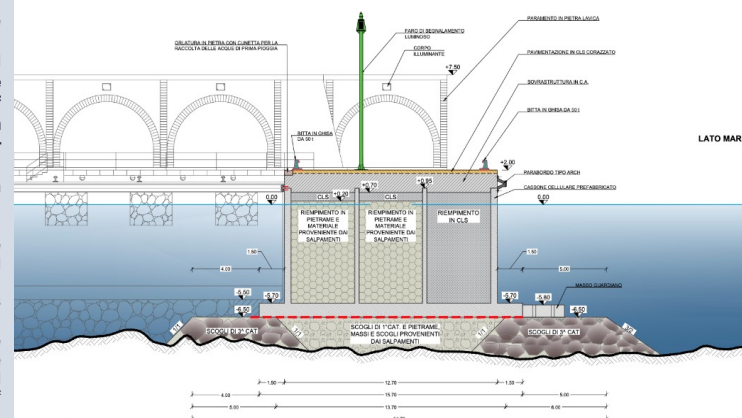 PARAMENTO IN PIETRA LAVICA
FARO DI SEGNALAMENTO
LUMINOSO
ORLATURA IN PIETRA CON CUNETTA PER LA
RACCOLTA DELLE ACQUE DI PRIMA PIOGGIA
CORPO
ILLUMINANTE
PAVIMENTAZIONE IN CLS CORAZZATO
+7.50
SOVRASTRUTTURA IN C.A.
BITTA IN GHISA DA 50 t
BITTA IN GHISA
DA 50 t
LATO MAR
+2.00
PARABORDO TIPO ARCH
CASSONE CELLULARE PREFABBRICATO
+0.95
+0.70
+0.20
CLS
CLS
0.00
0.00
RIEMPIMENTO IN
PIETRAME E
MATERIALE
PROVENIENTE DAI
SALPAMENTI
RIEMPIMENTO IN
PIETRAME E
MATERIALE
PROVENIENTE DAI
SALPAMENTI
RIEMPIMENTO
IN CLS
1.50
1.50
4.00
5.00
MASSO GUARDIANO
-5.50
-5.70
-5.70
-5.80
-6.50
-6.50
SCOGLI DI 2^ CAT
1/1
SCOGLI DI 1^CAT. E PIETRAME,
MASSI E SCOGLI PROVENIENTI
DAI SALPAMENTI
1/1
1/1
SCOGLI DI 3^ CAT
3/2
1.50
12.70
1.50
4.00
15.70
5.00
5.00
13.70
6.00